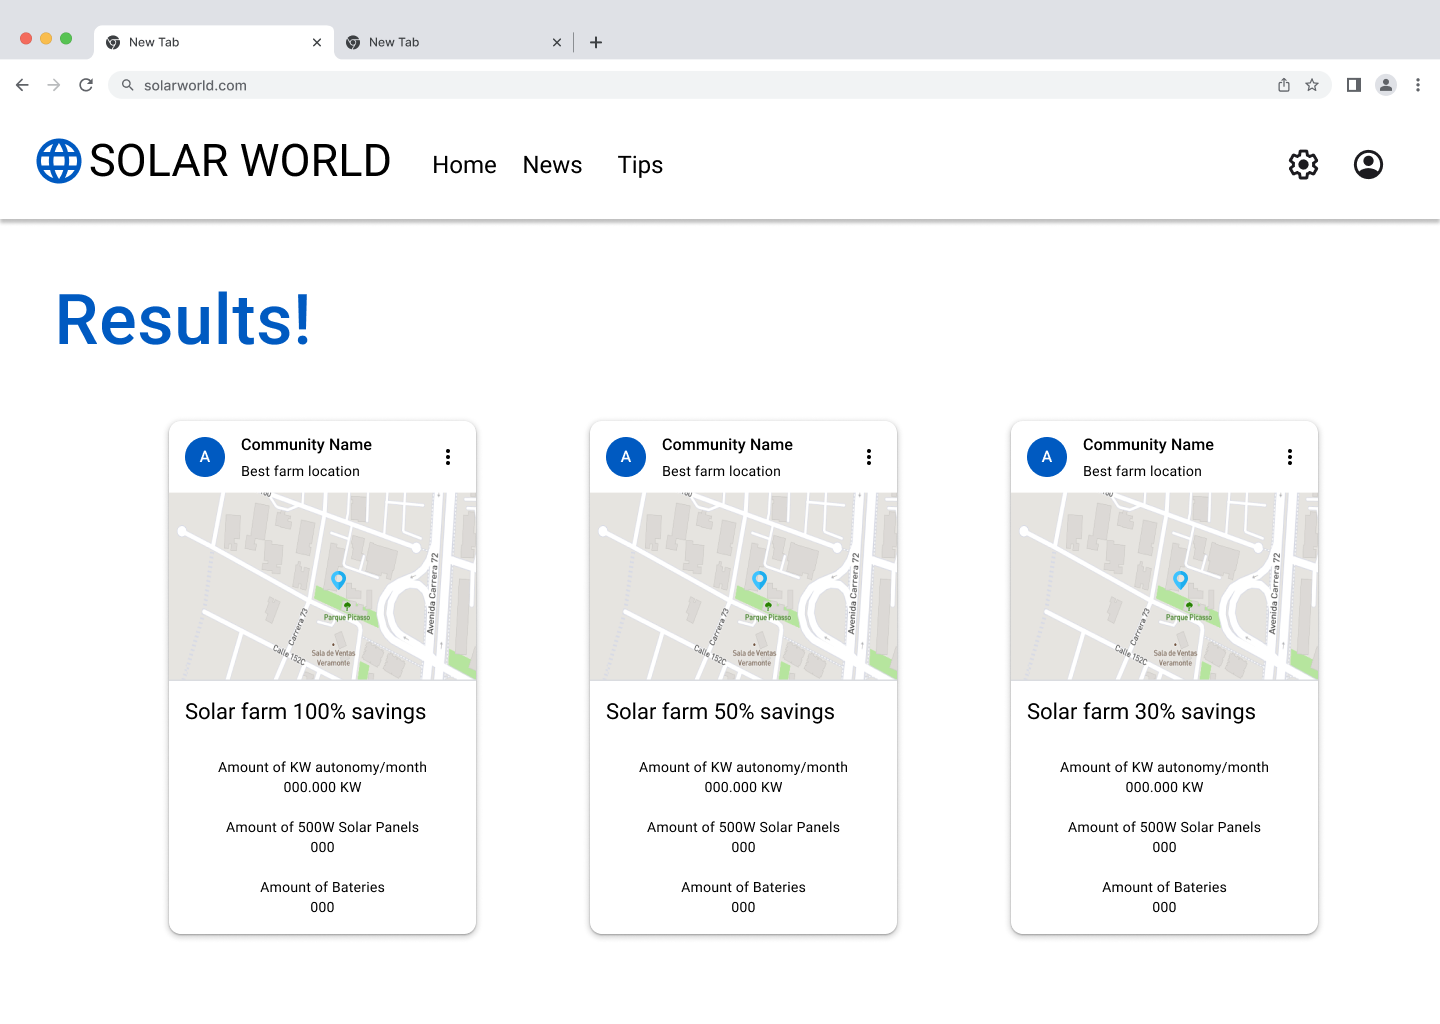 New Tab
New Tab
solarworld.com
SOLAR WORLD
Home
News
Tips
Results!
A
Community Name
Best farm location
Avenida Carrera 72
Carrera 73
Parque Picasso
Calle 152C
Sala de Ventas
Veramonte
Solar farm 100% savings
Amount of KW autonomy/month
000.000 KW
Amount of 500W Solar Panels
000
Amount of Bateries
000
A
Community Name
Best farm location
Avenida Carrera 72
Carrera 73
Parque Picasso
Calle 152C
Sala de Ventas
Veramonte
Solar farm 50% savings
Amount of KW autonomy/month
000.000 KW
Amount of 500W Solar Panels
000
Amount of Bateries
000
A
Community Name
Best farm location
Avenida Carrera 72
Carrera 73
Parque Picasso
Calle 152C
Sala de Ventas
Veramonte
Solar farm 30% savings
Amount of KW autonomy/month
000.000 KW
Amount of 500W Solar Panels
000
Amount of Bateries
000